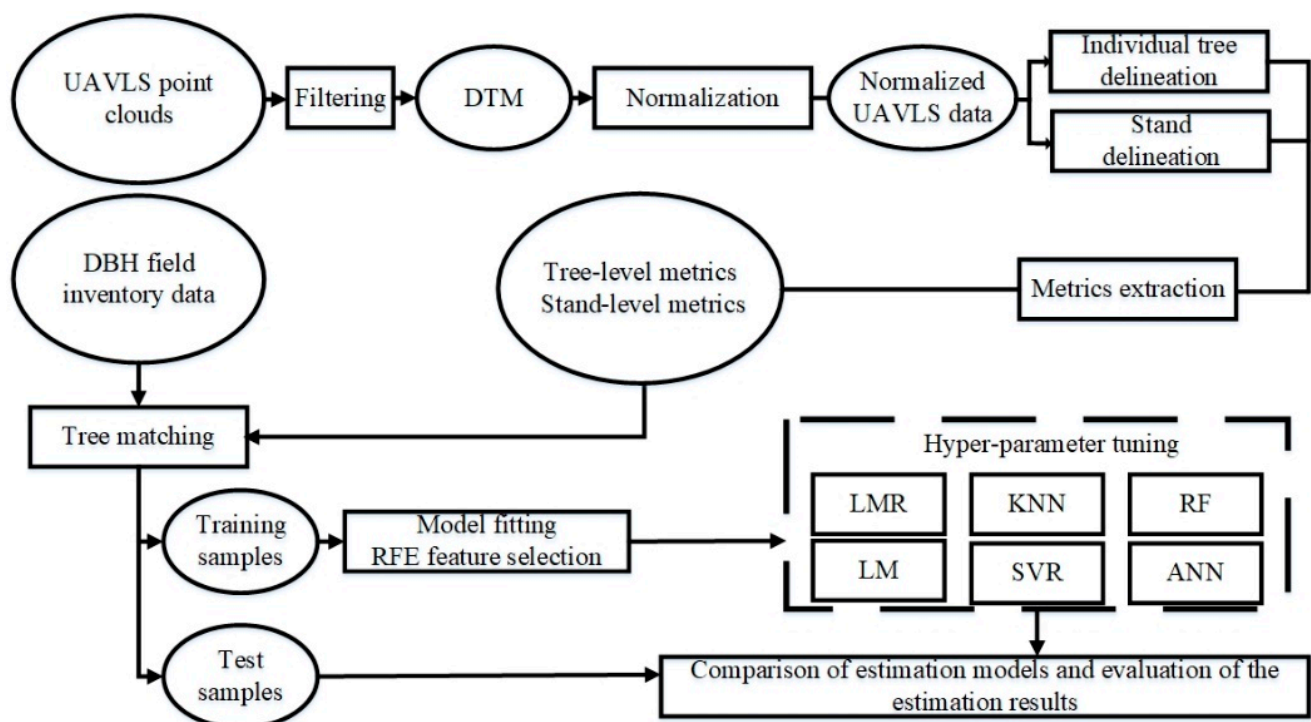 UAVLS point
clouds
Filtering
DTM
Normalization
Normalized
UAVLS data
Individual tree
delineation
Stand
delineation
DBH field
inventory data
Tree-level metrics
Stand-level metrics
Metrics extraction
Tree matching
Hyper-parameter tuning
LMR
KNN
RF
LM
SVR
ANN
Training
samples
Model fitting
RFE feature selection
Test
samples
Comparison of estimation models and evaluation of the
estimation results